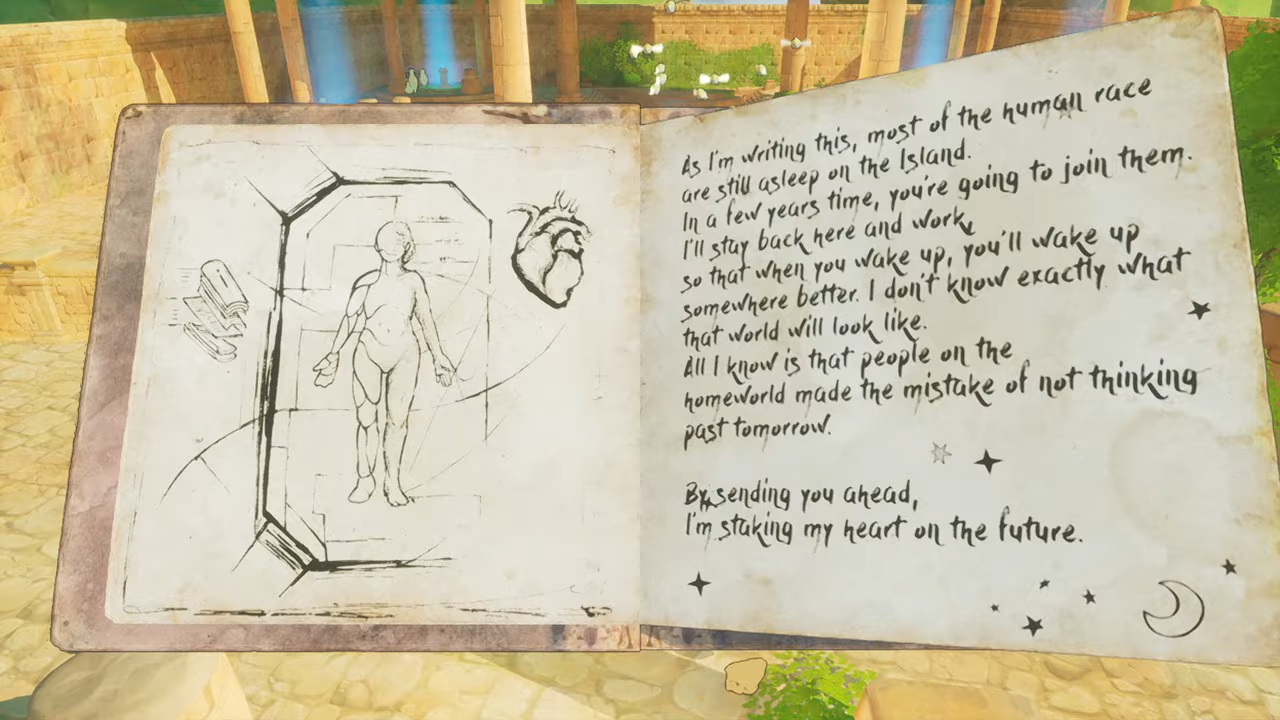 As I'm writing this, most of the human race
are still asleep on the Island.
In a few years time, you're going to join them.
I'll stay back here and work,
so that when you wake up, you'll wake up
somewhere better. I don't know exactly what
that world will look like.
All I know is that people on the
homeworld made the mistake of not thinking
past tomorrow.
By sending you ahead,
I'm staking my heart on the future.